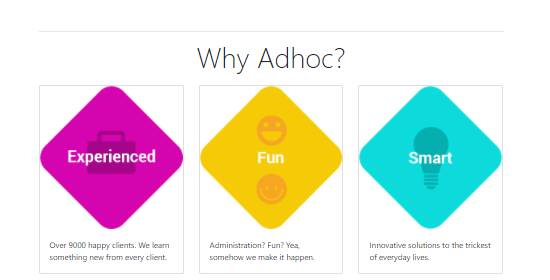 Why Adhoc?
Experienced
Over 9000 happy clients. We learn
something new from every client.
Fun
Administration? Fun? Yea,
somehow we make it happen.
Smart
Innovative solutions to the trickest
of everyday lives.